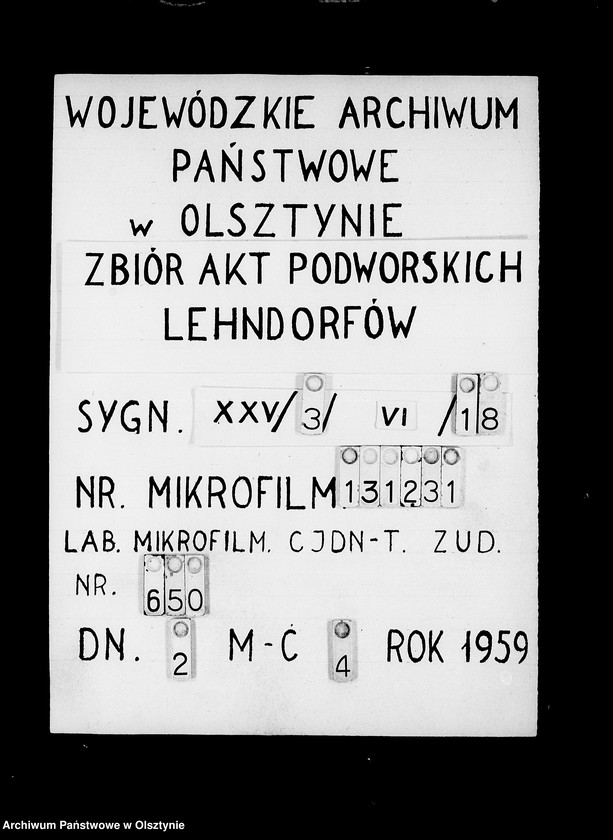 WOJEWÓDZKIE ARCHIWUM
PAŃSTWOWE
w OLSZTYNIE
ZBIÓR AKT PODWORSKICH
LEHNDORFÓW
SYGN. XXV/3/ VI /18
NR. MIKROFILM 131231
LAB. MIKROFILM. CJDN-T. ZUD.
NR. 650
DN. 2 M-Ć 4 ROK 1959
Archiwum Państwowe w Olsztynie